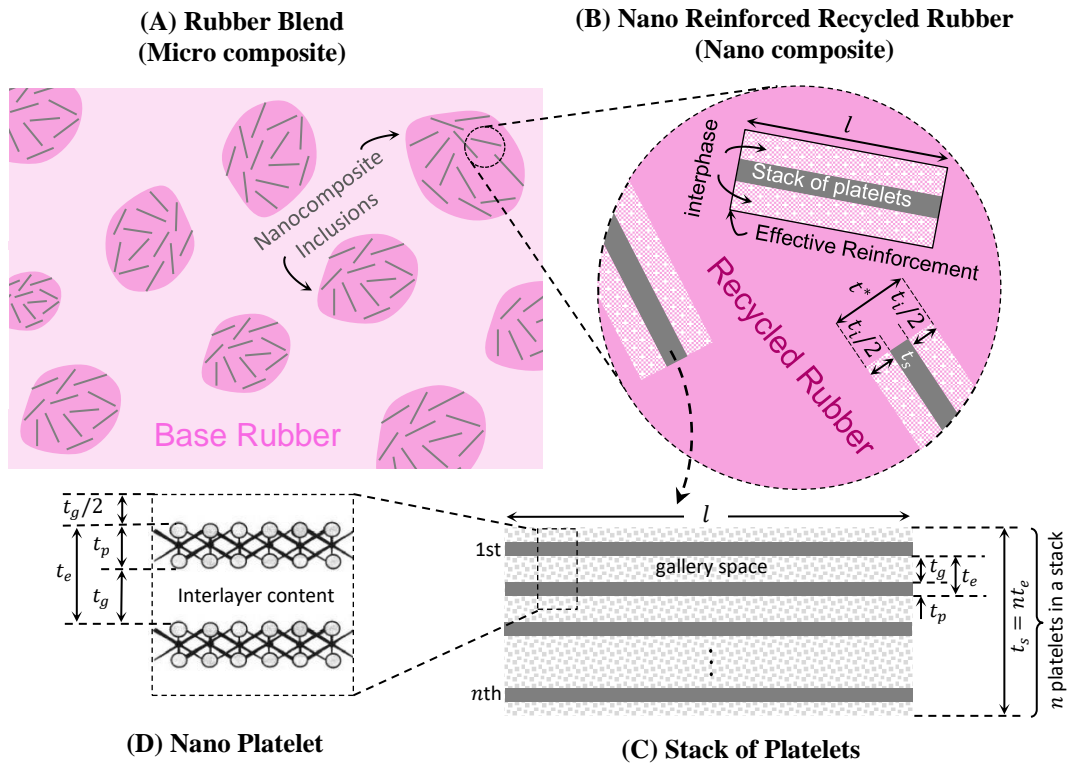 (A) Rubber Blend
(Micro composite)
(B) Nano Reinforced Recycled Rubber
(Nano composite)
Nanocomposite
Inclusions
Base Rubber
l
interphase
Stack of platelets
Effective Reinforcement
Recycled Rubber
t*
t_i/2
t_i/2
t_s
t_g/2
t_p
t_e
t_g
Interlayer content
(D) Nano Platelet
l
1st
gallery space
t_g
t_e
t_p
nth
t_s = nt_e
n platelets in a stack
(C) Stack of Platelets